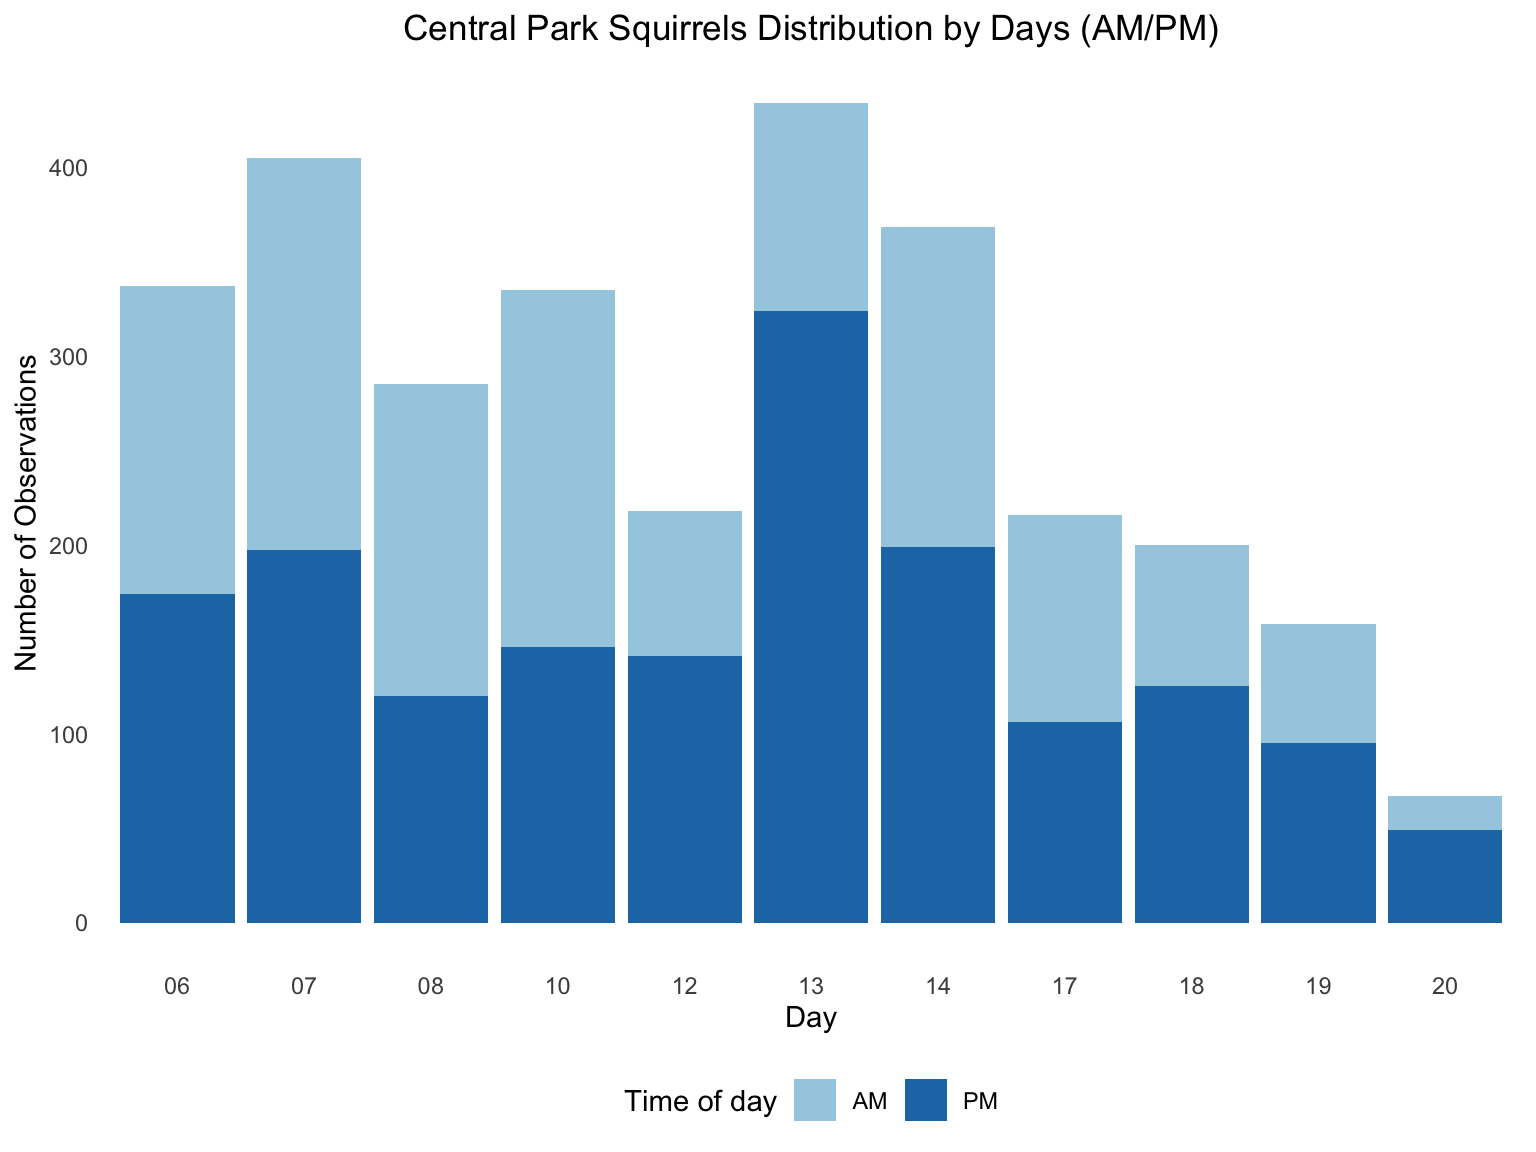 Central Park Squirrels Distribution by Days (AM/PM)
Number of Observations
400
300
200
100
0
06 07 08 10 12 13 14 17 18 19 20
Day
Time of day AM PM